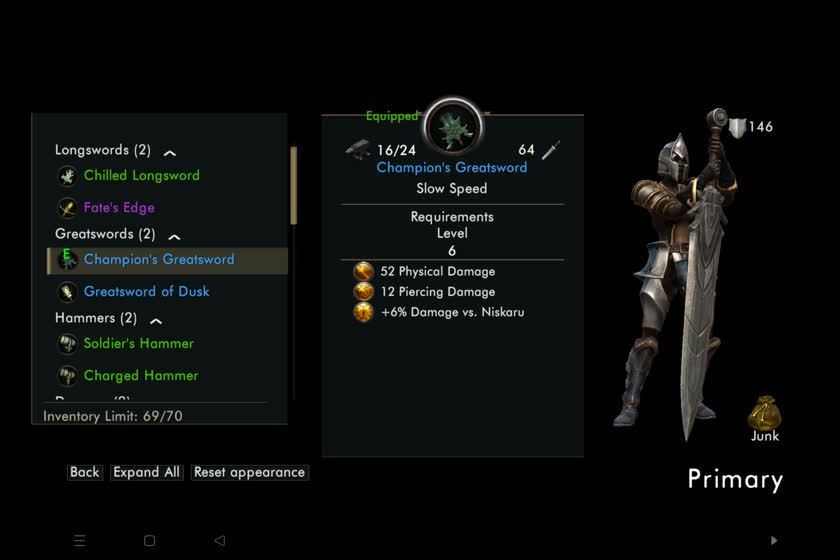 Longswords (2)
Chilled Longsword
Fate's Edge
Greatswords (2)
E
Champion's Greatsword
Greatsword of Dusk
Hammers (2)
Soldier's Hammer
Charged Hammer
Inventory Limit: 69/70
Back
Expand All
Reset appearance
Equipped
16/24
64
Champion's Greatsword
Slow Speed
Requirements
Level
6
52 Physical Damage
12 Piercing Damage
+6% Damage vs. Niskaru
146
Junk
Primary